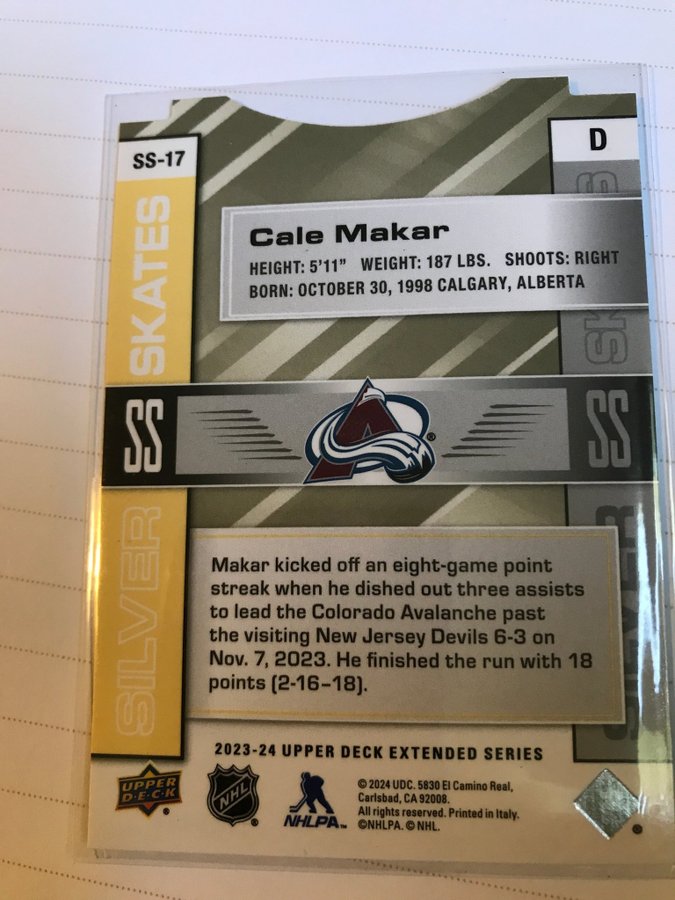 SS-17
D
SILVER SKATES
SILVER SKATES
Cale Makar
HEIGHT: 5'11" WEIGHT: 187 LBS. SHOOTS: RIGHT
BORN: OCTOBER 30, 1998 CALGARY, ALBERTA
SS
A
®
SS
Makar kicked off an eight-game point
streak when he dished out three assists
to lead the Colorado Avalanche past
the visiting New Jersey Devils 6-3 on
Nov. 7, 2023. He finished the run with 18
points (2-16–18).
2023-24 UPPER DECK EXTENDED SERIES
UPPER
D·E·C·K
®
NHL
®
NHLPA™
© 2024 UDC. 5830 El Camino Real,
Carlsbad, CA 92008.
All rights reserved. Printed in Italy.
©NHLPA. © NHL.
®